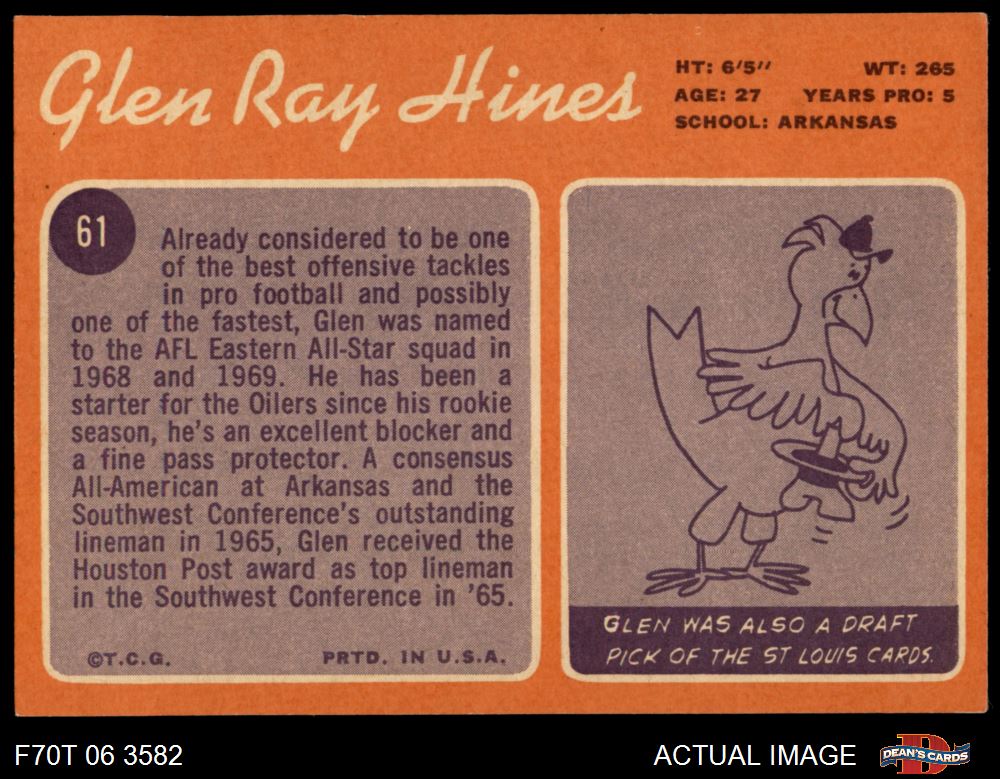 Glen Ray Hines
HT: 6'5'' WT: 265
AGE: 27 YEARS PRO: 5
SCHOOL: ARKANSAS
61
Already considered to be one
of the best offensive tackles
in pro football and possibly
one of the fastest, Glen was named
to the AFL Eastern All-Star squad in
1968 and 1969. He has been a
starter for the Oilers since his rookie
season, he's an excellent blocker and
a fine pass protector. A consensus
All-American at Arkansas and the
Southwest Conference's outstanding
lineman in 1965, Glen received the
Houston Post award as top lineman
in the Southwest Conference in '65.
©T.C.G. PRTD. IN U.S.A.
GLEN WAS ALSO A DRAFT
PICK OF THE ST LOUIS CARDS.
F70T 06 3582 ACTUAL IMAGE
D
DEAN'S CARDS